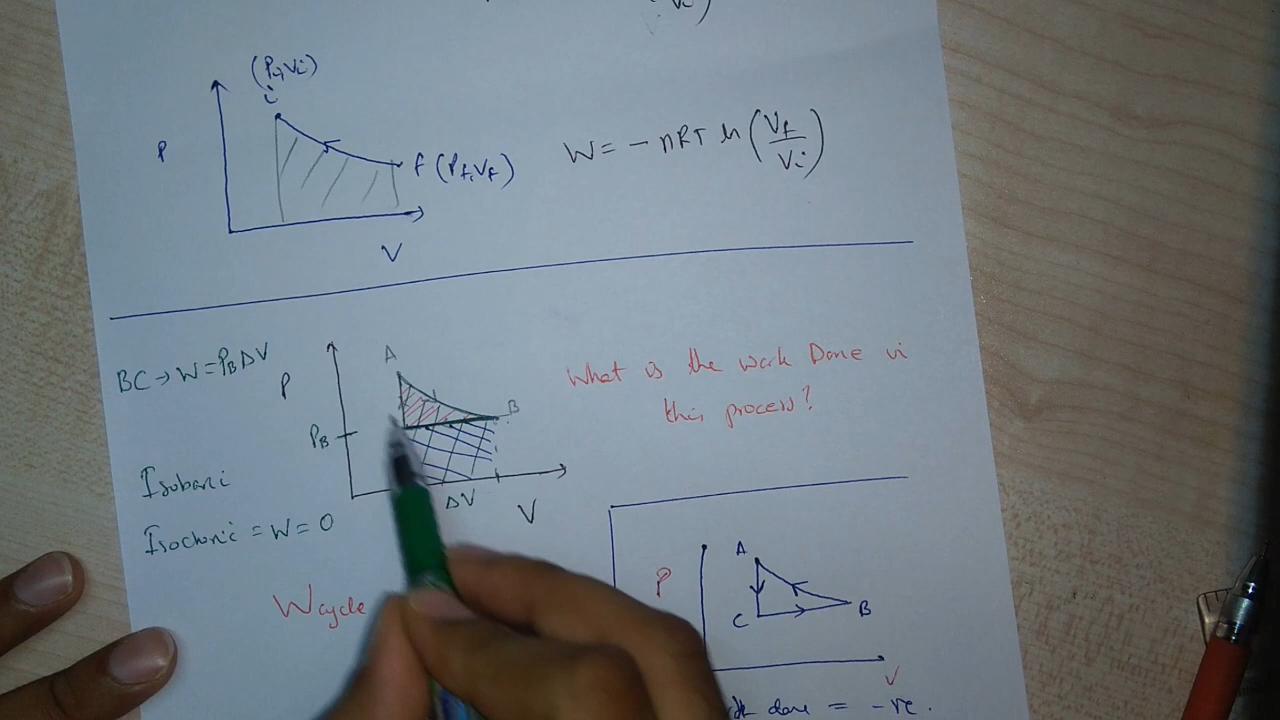 (Pi,Vi)
i
P
f (Pf,Vf)
V
W = - nRT ln (Vf/Vi)
BC → W = PBΔV
P
A
B
PB
ΔV
V
What is the work Done in
this process?
Isobaric
Isochoric = W = 0
Wcycle
P
A
C
B
V
done = -ve.